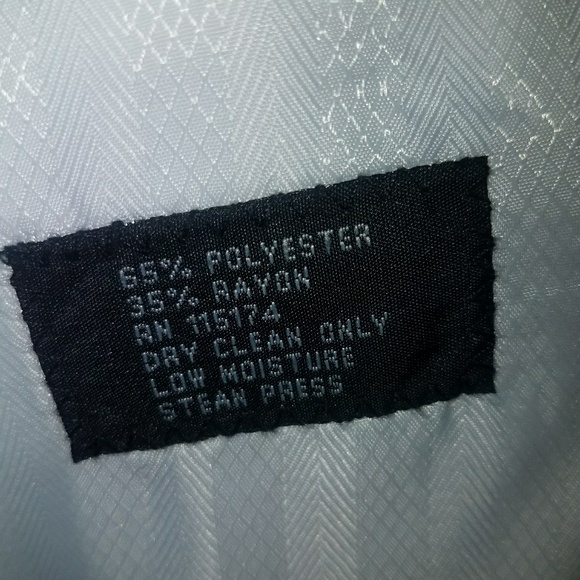 65% POLYESTER
35% RAYON
RN 115174
DRY CLEAN ONLY
LOW MOISTURE
STEAM PRESS